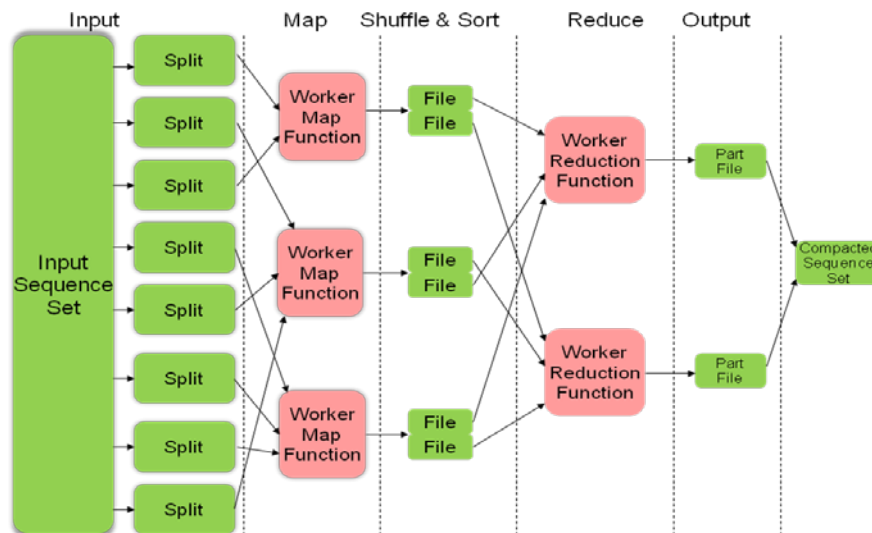 Input Map Shuffle & Sort Reduce Output
Input
Sequence
Set
Split
Split
Split
Split
Split
Split
Split
Split
Worker
Map
Function
Worker
Map
Function
Worker
Map
Function
File
File
File
File
File
File
Worker
Reduction
Function
Worker
Reduction
Function
Part
File
Part
File
Compacted
Sequence
Set